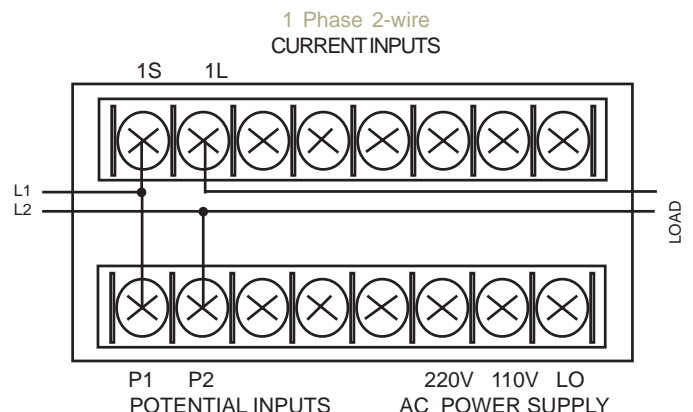 1 Phase 2-wire
CURRENT INPUTS
1S 1L
L1
L2
LOAD
P1 P2 220V 110V LO
POTENTIAL INPUTS AC POWER SUPPLY